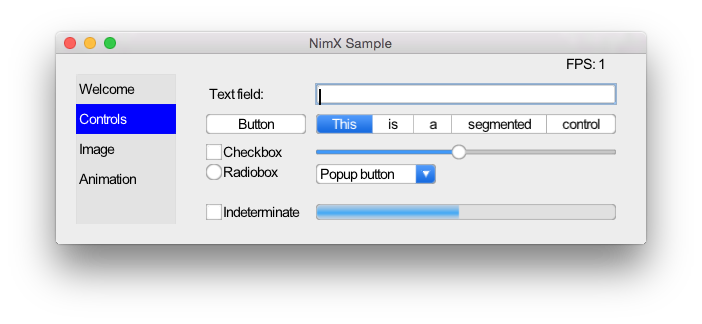 NimX Sample
FPS: 1
Welcome
Controls
Image
Animation
Text field:
Button
This is a segmented control
Checkbox
Radiobox
Popup button
Indeterminate